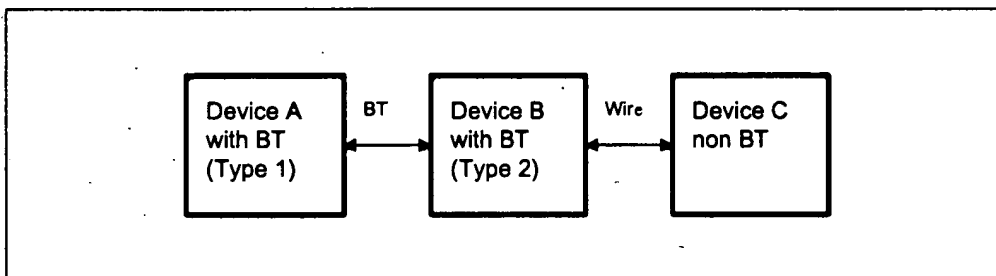 Device A
with BT
(Type 1)
BT
Device B
with BT
(Type 2)
Wire
Device C
non BT